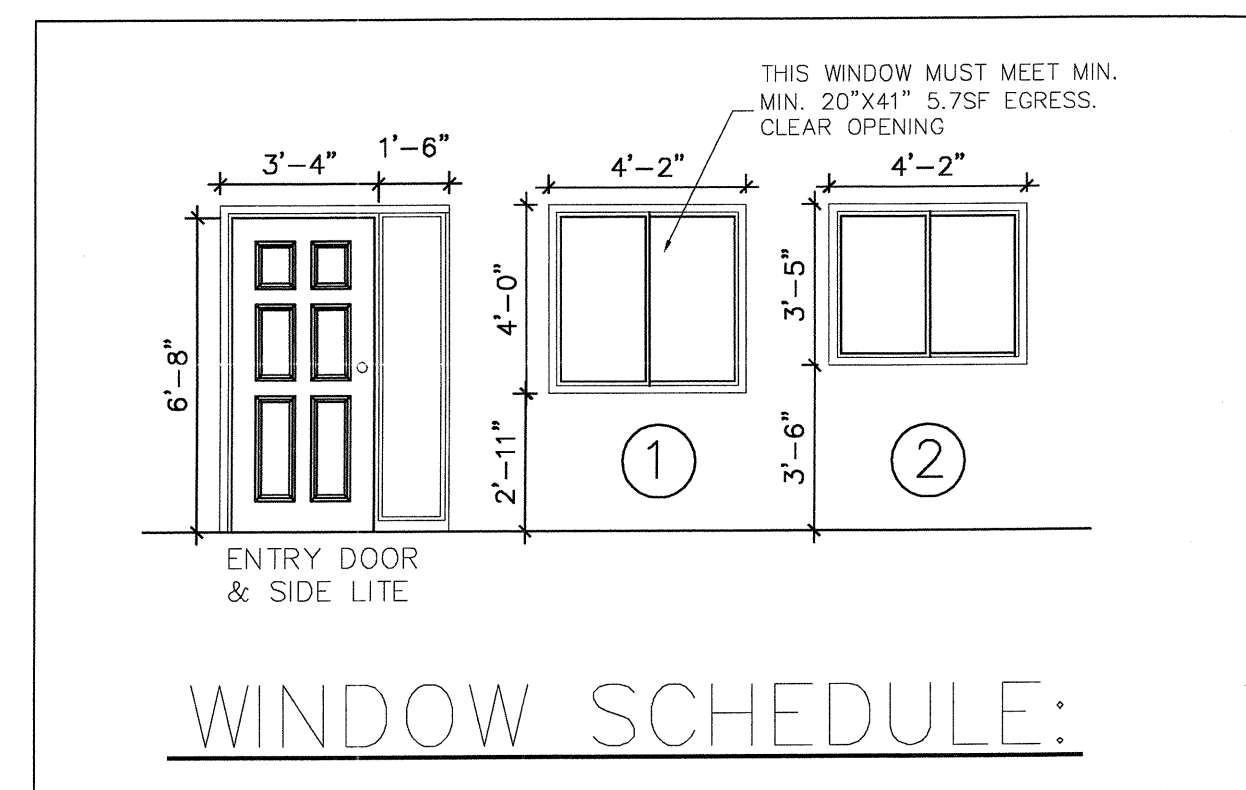 THIS WINDOW MUST MEET MIN.
MIN. 20"X41" 5.7SF EGRESS.
CLEAR OPENING
3'-4"
1'-6"
4'-2"
4'-2"
6'-8"
4'-0"
2'-11"
3'-5"
3'-6"
1
2
ENTRY DOOR
& SIDE LITE
WINDOW SCHEDULE: